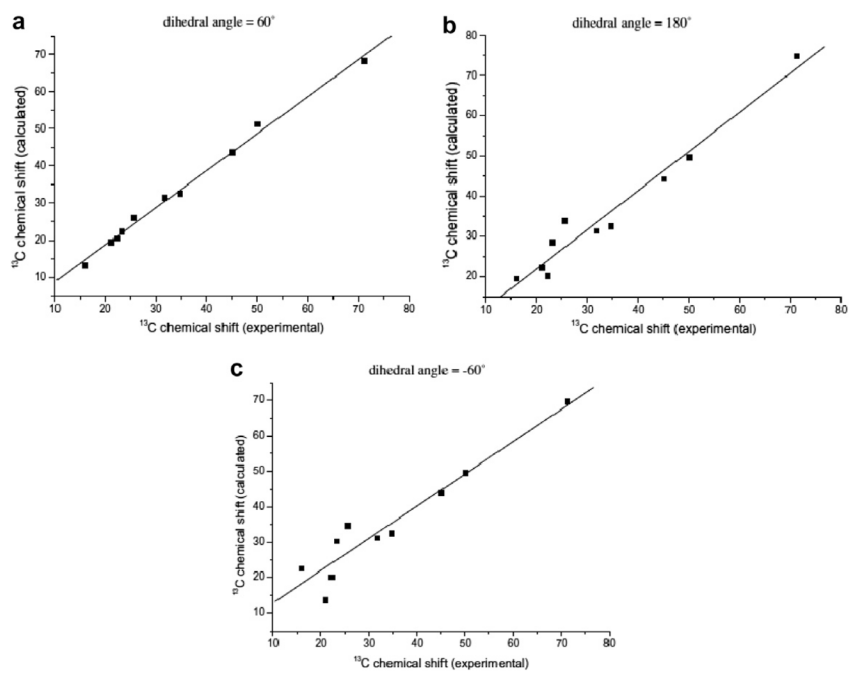 a
dihedral angle = 60°
¹³C chemical shift (calculated)
70
60
50
40
30
20
10
10 20 30 40 50 60 70 80
¹³C chemical shift (experimental)
b
dihedral angle = 180°
¹³C chemical shift (calculated)
80
70
60
50
40
30
20
10 20 30 40 50 60 70 80
¹³C chemical shift (experimental)
c
dihedral angle = -60°
¹³C chemical shift (calculated)
70
60
50
40
30
20
10
10 20 30 40 50 60 70 80
¹³C chemical shift (experimental)